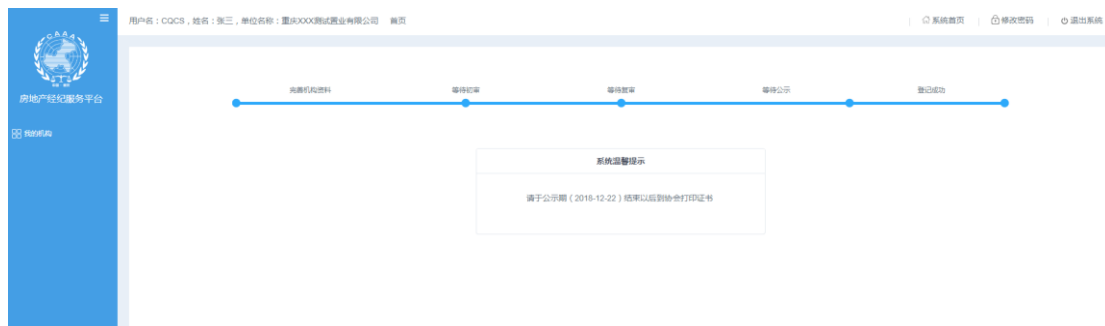 用户名：CQCS，姓名：张三，单位名称：重庆XXX测试置业有限公司 首页
系统首页 修改密码 退出系统
CAAA
房地产经纪服务平台
我的机构
完善机构资料 等待初审 等待复审 等待公示 登记成功
系统温馨提示
请于公示期（2018-12-22）结束以后到协会打印证书